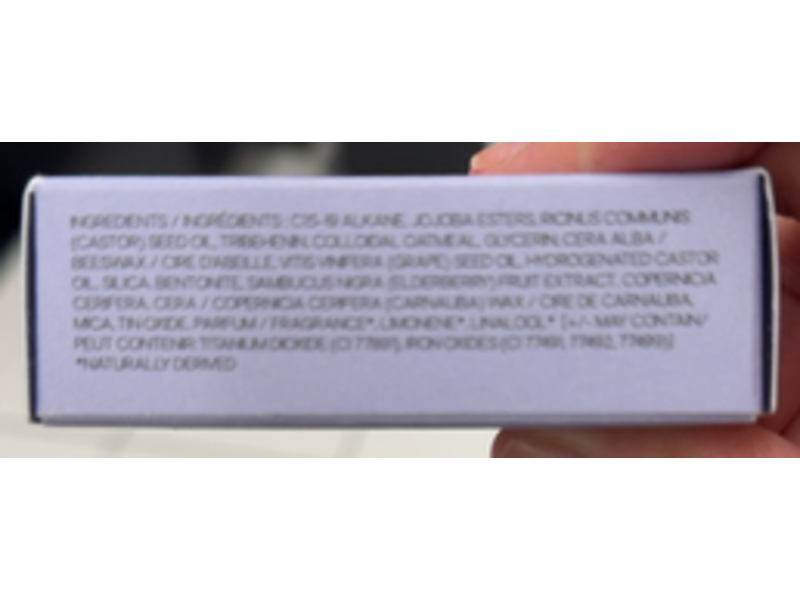 INGREDIENTS / INGRÉDIENTS: C15-19 ALKANE, JOJOBA ESTERS, RICINUS COMMUNIS
(CASTOR) SEED OIL, TRIBEHENIN, COLLOIDAL OATMEAL, GLYCERIN, CERA ALBA /
BEESWAX / CIRE D'ABEILLE, VITIS VINIFERA (GRAPE) SEED OIL, HYDROGENATED CASTOR
OIL, SILICA, BENTONITE, SAMBUCUS NIGRA (ELDERBERRY) FRUIT EXTRACT, COPERNICIA
CERIFERA, CERA / COPERNICIA CERIFERA (CARNAUBA) WAX / CIRE DE CARNAUBA,
MICA, TIN OXIDE, PARFUM / FRAGRANCE*, LIMONENE*, LINALOOL* [+/- MAY CONTAIN/
PEUT CONTENIR: TITANIUM DIOXIDE (CI 77891), IRON OXIDES (CI 77491, 77492, 77499)]
*NATURALLY DERIVED